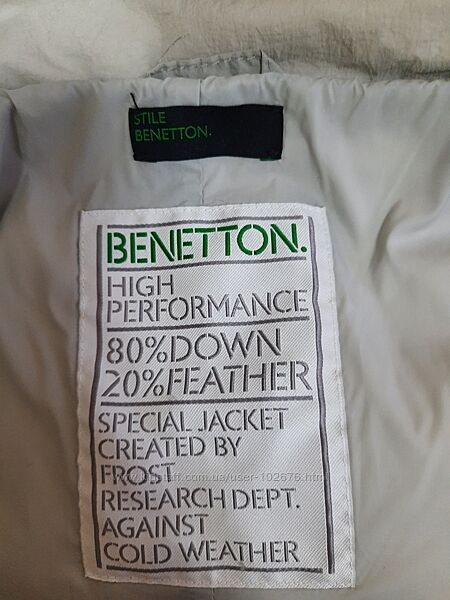 STILE
BENETTON.
BENETTON.
HIGH
PERFORMANCE
80%DOWN
20%FEATHER
SPECIAL JACKET
CREATED BY
FROST
RESEARCH DEPT.
AGAINST
COLD WEATHER